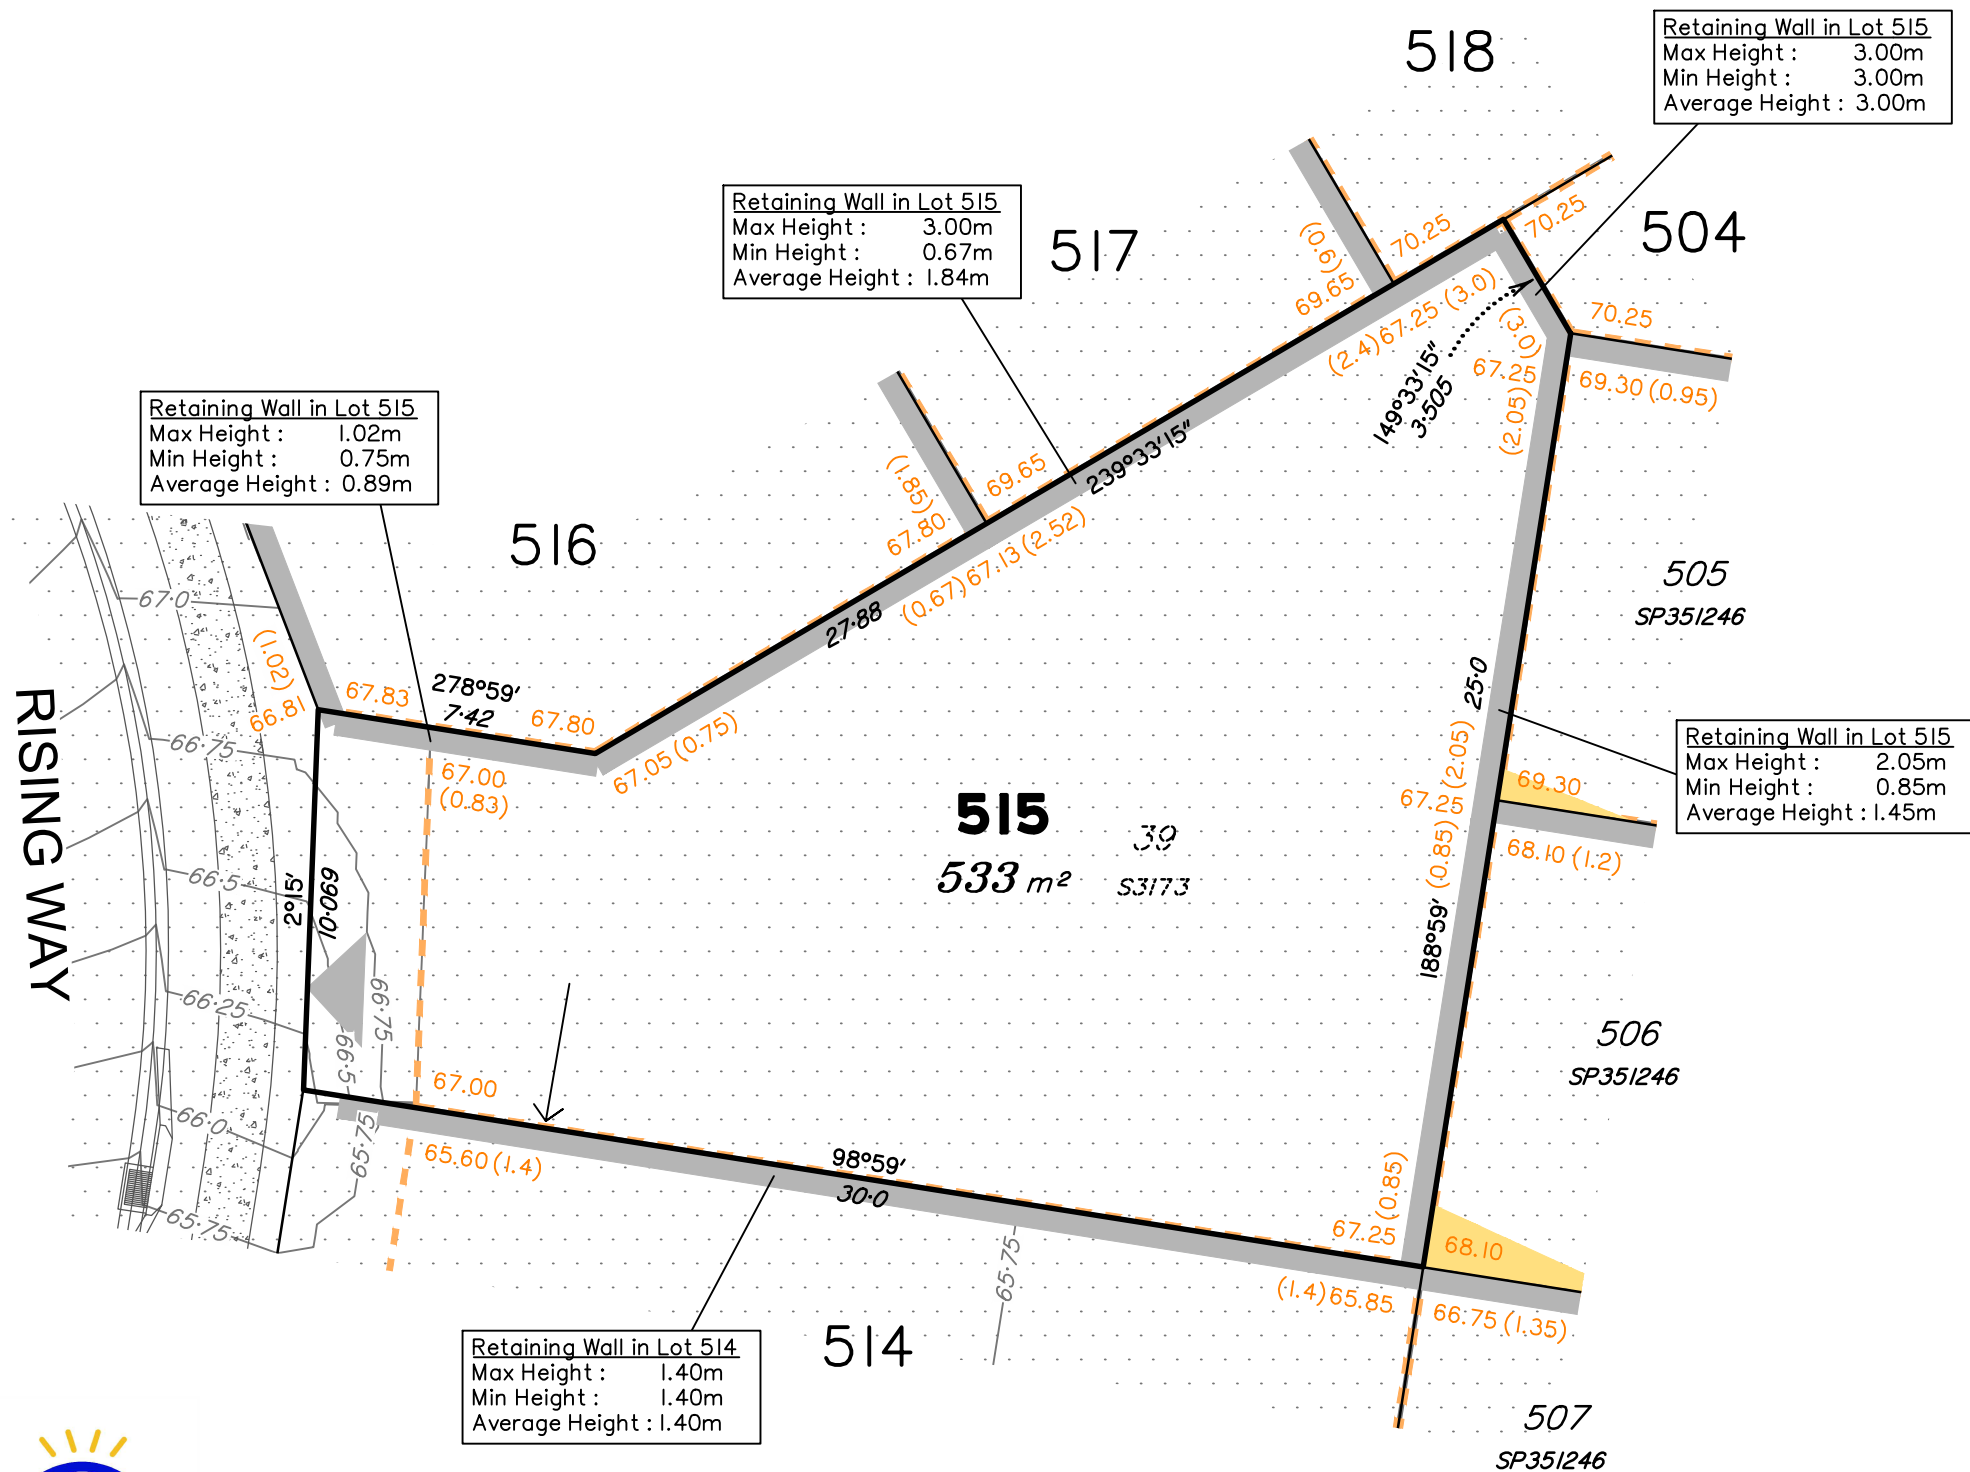 518
Retaining Wall in Lot 515
Max Height : 3.00m
Min Height : 3.00m
Average Height : 3.00m
Retaining Wall in Lot 515
Max Height : 3.00m
Min Height : 0.67m
Average Height : 1.84m
517
504
70.25
70.25
(0.6)
69.65
(2.4) 67.25 (3.0)
(3.0)
67.25
(2.05)
70.25
69.30 (0.95)
149°33'15"
3·505
Retaining Wall in Lot 515
Max Height : 1.02m
Min Height : 0.75m
Average Height : 0.89m
516
(1.85)
67.80
69.65
239°33'15"
(0.67) 67.13 (2.52)
27·88
505
SP351246
67·0
(1.02)
66.81
67.83
278°59'
7·42
67.80
67.05 (0.75)
67.00
(0.83)
66·75
RISING WAY
25·0
67.25 (2.05)
(0.85)
69.30
68.10 (1.2)
Retaining Wall in Lot 515
Max Height : 2.05m
Min Height : 0.85m
Average Height : 1.45m
515
533 m²
39
S3173
66·5
2°15'
10·069
188°59'
66·25
66·75
66·5
506
SP351246
66·0
65·75
67.00
65.60 (1.4)
98°59'
30·0
65·75
65·75
67.25
(0.85)
68.10
(1.4) 65.85
66.75 (1.35)
Retaining Wall in Lot 514
Max Height : 1.40m
Min Height : 1.40m
Average Height : 1.40m
514
507
SP351246